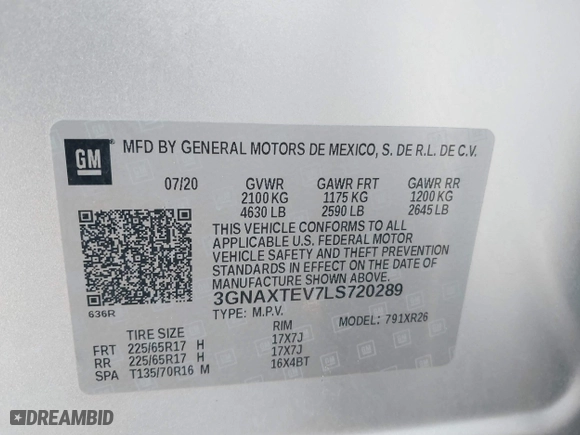 GM
MFD BY GENERAL MOTORS DE MEXICO, S. DE R.L. DE C.V.
07/20 GVWR GAWR FRT GAWR RR
2100 KG 1175 KG 1200 KG
4630 LB 2590 LB 2645 LB
THIS VEHICLE CONFORMS TO ALL
APPLICABLE U.S. FEDERAL MOTOR
VEHICLE SAFETY AND THEFT PREVENTION
STANDARDS IN EFFECT ON THE DATE OF
MANUFACTURE SHOWN ABOVE.
3GNAXTEV7LS720289
636R TYPE: M.P.V. MODEL: 791XR26
TIRE SIZE RIM
FRT 225/65R17 H 17X7J
RR 225/65R17 H 17X7J
SPA T135/70R16 M 16X4BT
DREAMBID